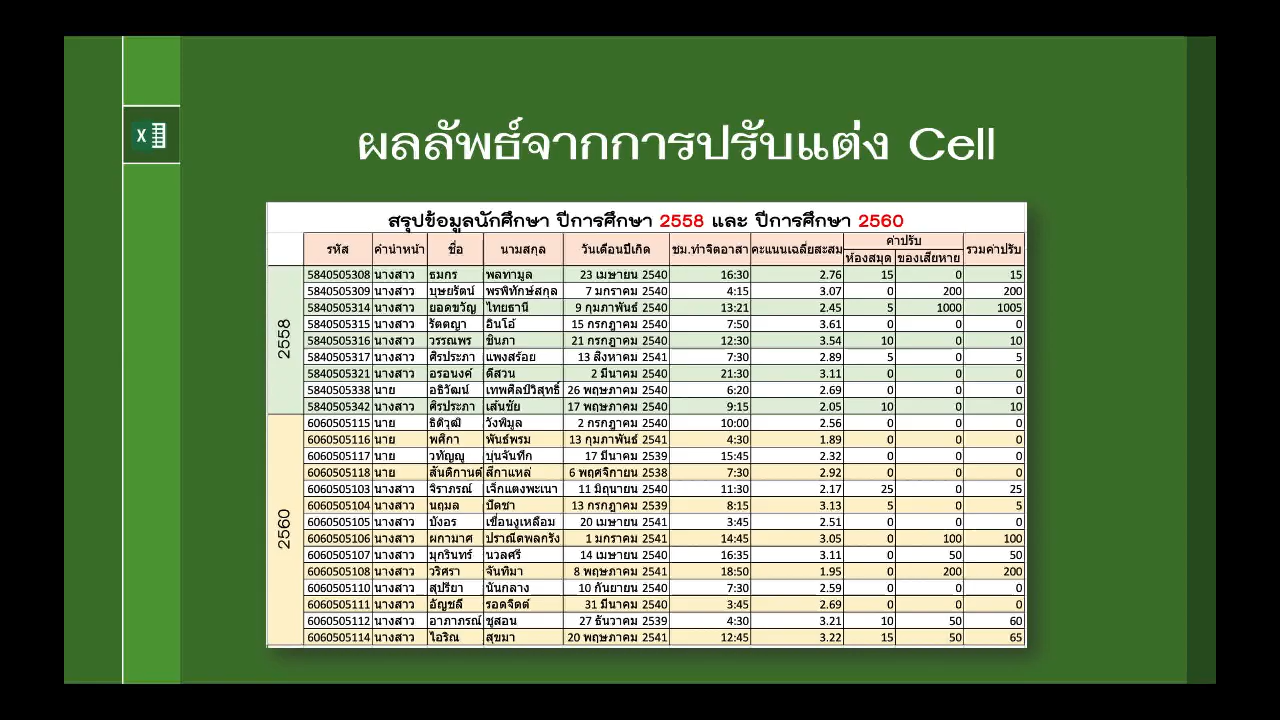 X
ผลลัพธ์จากการปรับแต่ง Cell
สรุปข้อมูลนักศึกษา ปีการศึกษา 2558 และ ปีการศึกษา 2560
รหัส คำนำหน้า ชื่อ นามสกุล วันเดือนปีเกิด ชม.ทำจิตอาสา คะแนนเฉลี่ยสะสม ค่าปรับ รวมค่าปรับ
ห้องสมุด ของเสียหาย
2558
5840505308 นางสาว ธมกร พลทามูล 23 เมษายน 2540 16:30 2.76 15 0 15
5840505309 นางสาว บุษยรัตน์ พรพิทักษ์สกุล 7 มกราคม 2540 4:15 3.07 0 200 200
5840505314 นางสาว ยอดขวัญ ไทยธานี 9 กุมภาพันธ์ 2540 13:21 2.45 5 1000 1005
5840505315 นางสาว รัตตญา อินโอ้ 15 กรกฎาคม 2540 7:50 3.61 0 0 0
5840505316 นางสาว วรรณพร ชินภา 21 กรกฎาคม 2540 12:30 3.54 10 0 10
5840505317 นางสาว ศิรประภา แพงสร้อย 13 สิงหาคม 2541 7:30 2.89 5 0 5
5840505321 นางสาว อรอนงค์ ดีสวน 2 มีนาคม 2540 21:30 3.11 0 0 0
5840505338 นาย อธิวัฒน์ เทพศิลป์วิสุทธิ์ 26 พฤษภาคม 2540 6:20 2.69 0 0 0
5840505342 นางสาว ศิรประภา เส้นชัย 17 พฤษภาคม 2540 9:15 2.05 10 0 10
2560
6060505115 นาย ธิติวุฒิ วังพิมูล 2 กรกฎาคม 2540 10:00 2.56 0 0 0
6060505116 นาย พศิกา พันธ์พรม 13 กุมภาพันธ์ 2541 4:30 1.89 0 0 0
6060505117 นาย วทัญญู บุ่นจันทึก 17 มีนาคม 2539 15:45 2.32 0 0 0
6060505118 นาย สันติกานต์ สีกาแหล่ 6 พฤศจิกายน 2538 7:30 2.92 0 0 0
6060505103 นางสาว จิราภรณ์ เจ็กแตงพะเนา 11 มิถุนายน 2540 11:30 2.17 25 0 25
6060505104 นางสาว นฤมล ปัดชา 13 กรกฎาคม 2539 8:15 3.13 5 0 5
6060505105 นางสาว บังอร เขื่อนงูเหลือม 20 เมษายน 2541 3:45 2.51 0 0 0
6060505106 นางสาว ผกามาศ ปราณีตพลกรัง 1 มกราคม 2541 14:45 3.05 0 100 100
6060505107 นางสาว มุกรินทร์ นวลศรี 14 เมษายน 2540 16:35 3.11 0 50 50
6060505108 นางสาว วริศรา จันทิมา 8 พฤษภาคม 2541 18:50 1.95 0 200 200
6060505110 นางสาว สุปรียา นันกลาง 10 กันยายน 2540 7:30 2.59 0 0 0
6060505111 นางสาว อัญชลี รอดจิตต์ 31 มีนาคม 2540 3:45 2.69 0 0 0
6060505112 นางสาว อาภาภรณ์ ชูสอน 27 ธันวาคม 2539 4:30 3.21 10 50 60
6060505114 นางสาว ไอริณ สุขมา 20 พฤษภาคม 2541 12:45 3.22 15 50 65